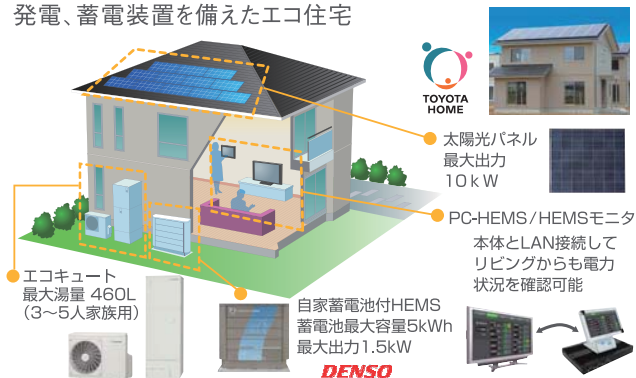 発電、蓄電装置を備えたエコ住宅
TOYOTA
HOME
太陽光パネル
最大出力
10kW
PC-HEMS/HEMSモニタ
本体とLAN接続して
リビングからも電力
状況を確認可能
エコキュート
最大湯量 460L
(3~5人家族用)
自家蓄電池付HEMS
蓄電池最大容量5kWh
最大出力1.5kW
DENSO